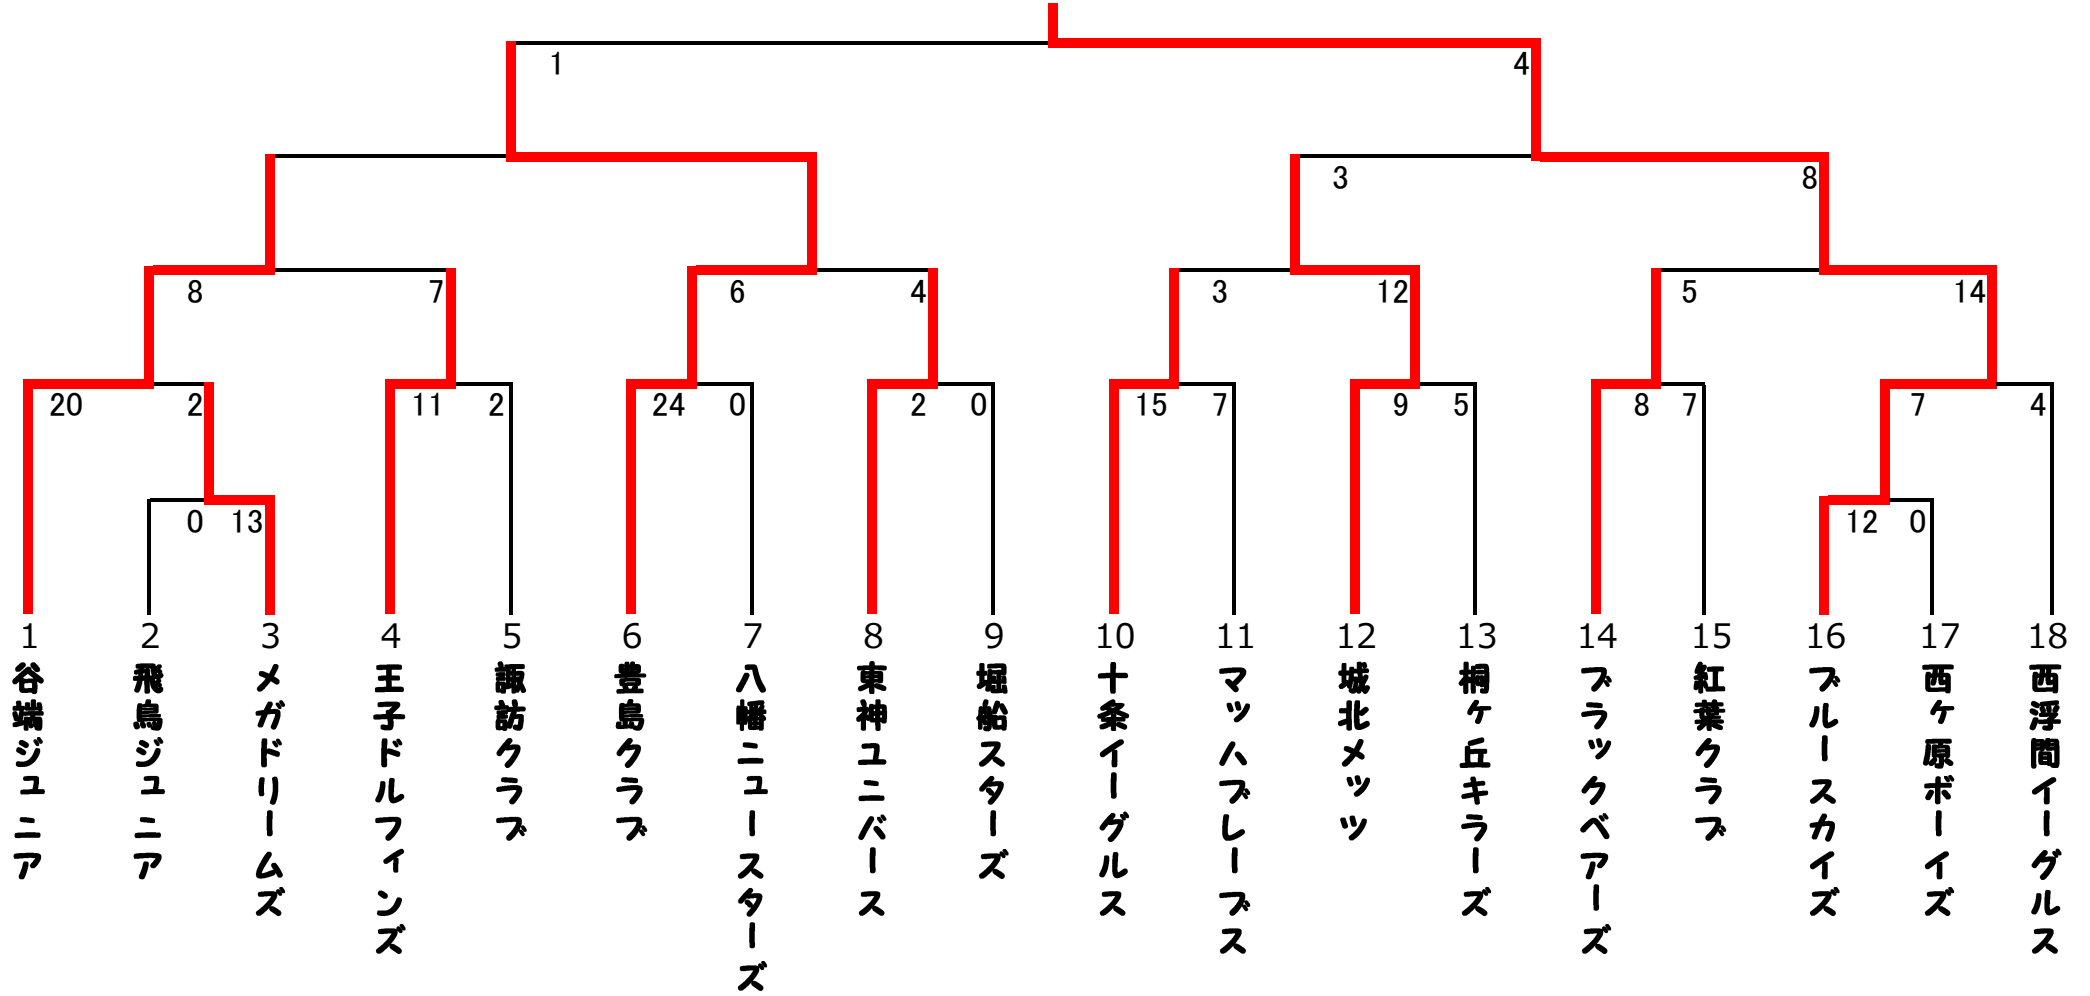 1 4
3 8
8 7 6 4 3 12 5 14
20 2 11 2 24 0 2 0 15 7 9 5 8 7 7 4
0 13 12 0
1 2 3 4 5 6 7 8 9 10 11 12 13 14 15 16 17 18
谷端ジュニア
飛鳥ジュニア
メガドリームズ
王子ドルフィンズ
諏訪クラブ
豊島クラブ
八幡ニュースターズ
東神ユニバース
堀船スターズ
十条イーグルス
マッハブレーブス
城北メッツ
桐ヶ丘キラーズ
ブラックベアーズ
紅葉クラブ
ブルースカイズ
西ヶ原ボーイズ
西浮間イーグルス